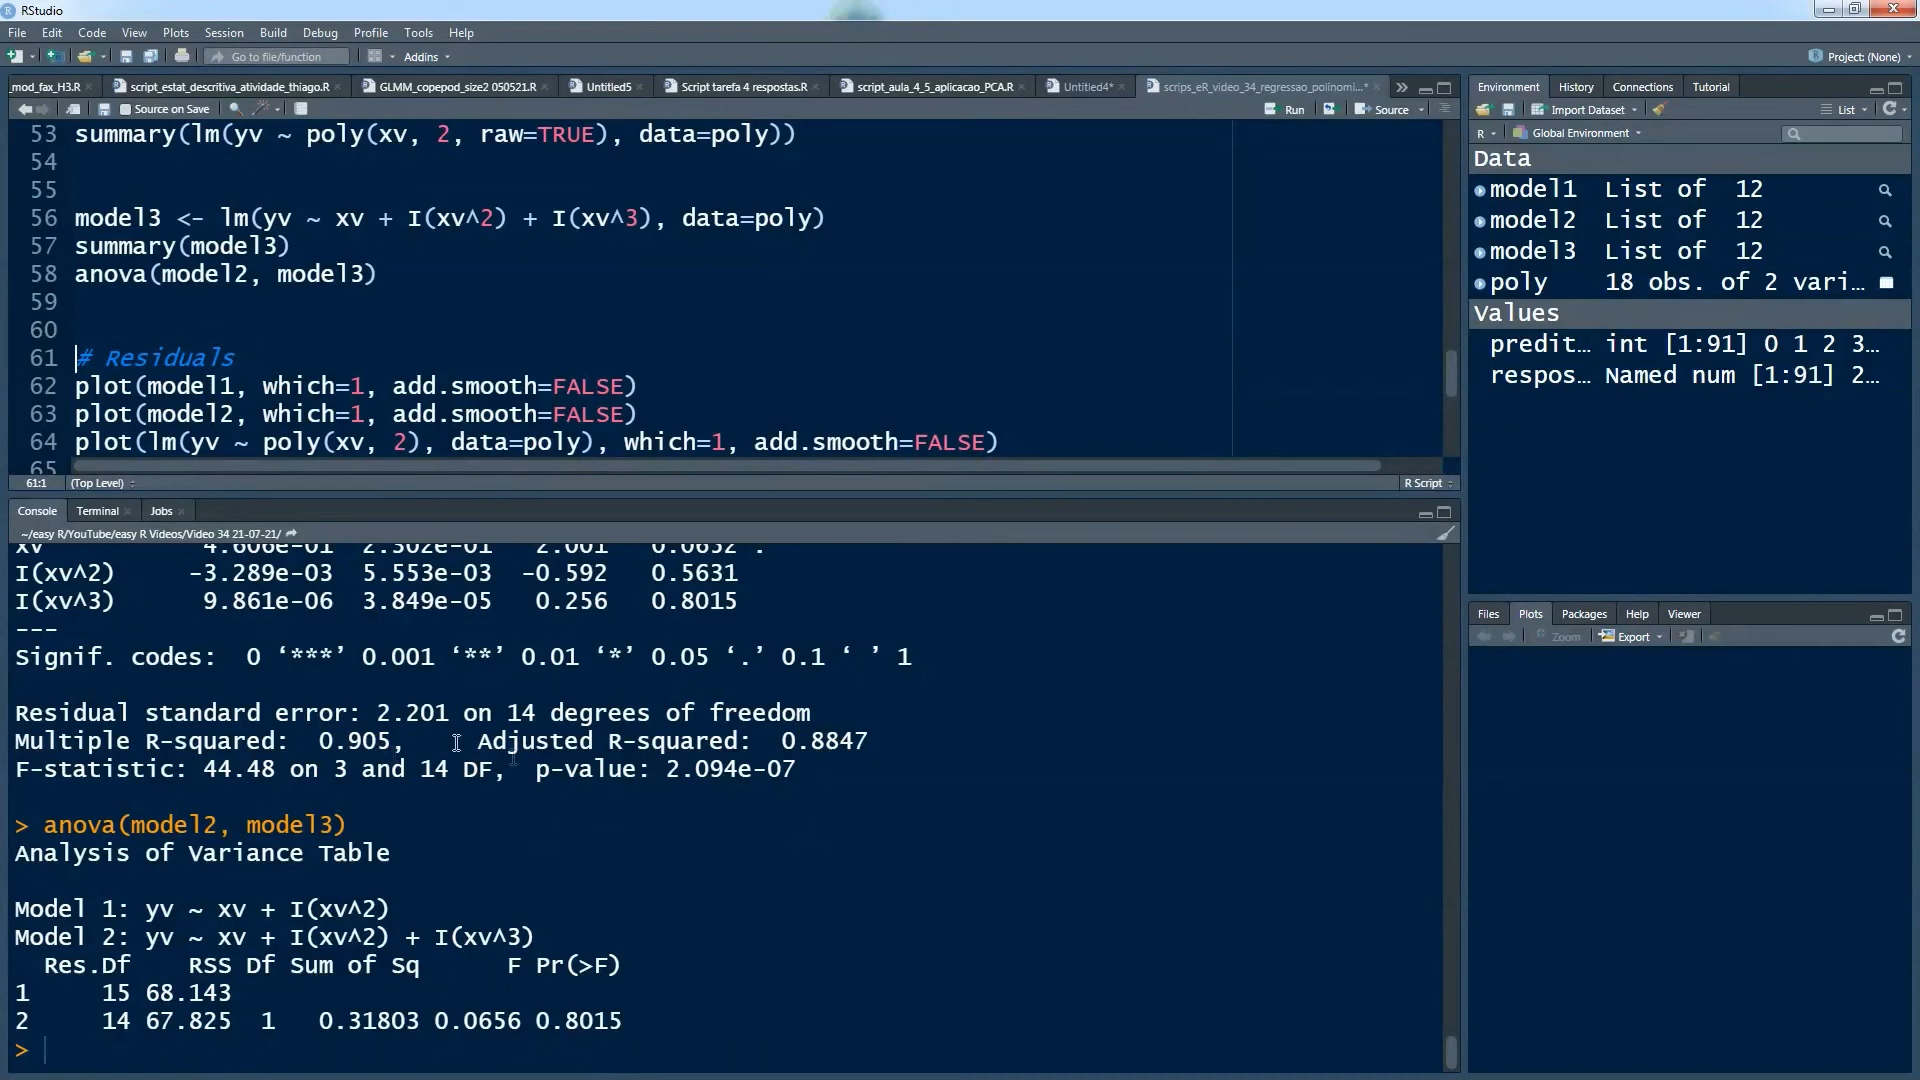 RStudio
File Edit Code View Plots Session Build Debug Profile Tools Help
Go to file/function Addins Project: (None)
_mod_fax_H3.R script_estat_descritiva_atividade_thiago.R GLMM_copepod_size2 050521.R Untitled5 Script tarefa 4 respostas.R script_aula_4_5_aplicacao_PCA.R Untitled4* scrips_eR_video_34_regressao_polinomi...*
Source on Save Run Source
53 summary(lm(yv ~ poly(xv, 2, raw=TRUE), data=poly))
54
55
56 model3 <- lm(yv ~ xv + I(xv^2) + I(xv^3), data=poly)
57 summary(model3)
58 anova(model2, model3)
59
60
61 # Residuals
62 plot(model1, which=1, add.smooth=FALSE)
63 plot(model2, which=1, add.smooth=FALSE)
64 plot(lm(yv ~ poly(xv, 2), data=poly), which=1, add.smooth=FALSE)
65
61:1 (Top Level) R Script
Console Terminal Jobs
~/easy R/YouTube/easy R Videos/Video 34 21-07-21/
xv 4.606e-01 2.302e-01 2.001 0.0652 .
I(xv^2) -3.289e-03 5.553e-03 -0.592 0.5631
I(xv^3) 9.861e-06 3.849e-05 0.256 0.8015
---
Signif. codes: 0 ‘***’ 0.001 ‘**’ 0.01 ‘*’ 0.05 ‘.’ 0.1 ‘ ’ 1
Residual standard error: 2.201 on 14 degrees of freedom
Multiple R-squared: 0.905, Adjusted R-squared: 0.8847
F-statistic: 44.48 on 3 and 14 DF, p-value: 2.094e-07
> anova(model2, model3)
Analysis of Variance Table
Model 1: yv ~ xv + I(xv^2)
Model 2: yv ~ xv + I(xv^2) + I(xv^3)
Res.Df RSS Df Sum of Sq F Pr(>F)
1 15 68.143
2 14 67.825 1 0.31803 0.0656 0.8015
>
Environment History Connections Tutorial
Import Dataset List
R Global Environment
Data
model1 List of 12
model2 List of 12
model3 List of 12
poly 18 obs. of 2 vari…
Values
predit… int [1:91] 0 1 2 3…
respos… Named num [1:91] 2…
Files Plots Packages Help Viewer
Zoom Export